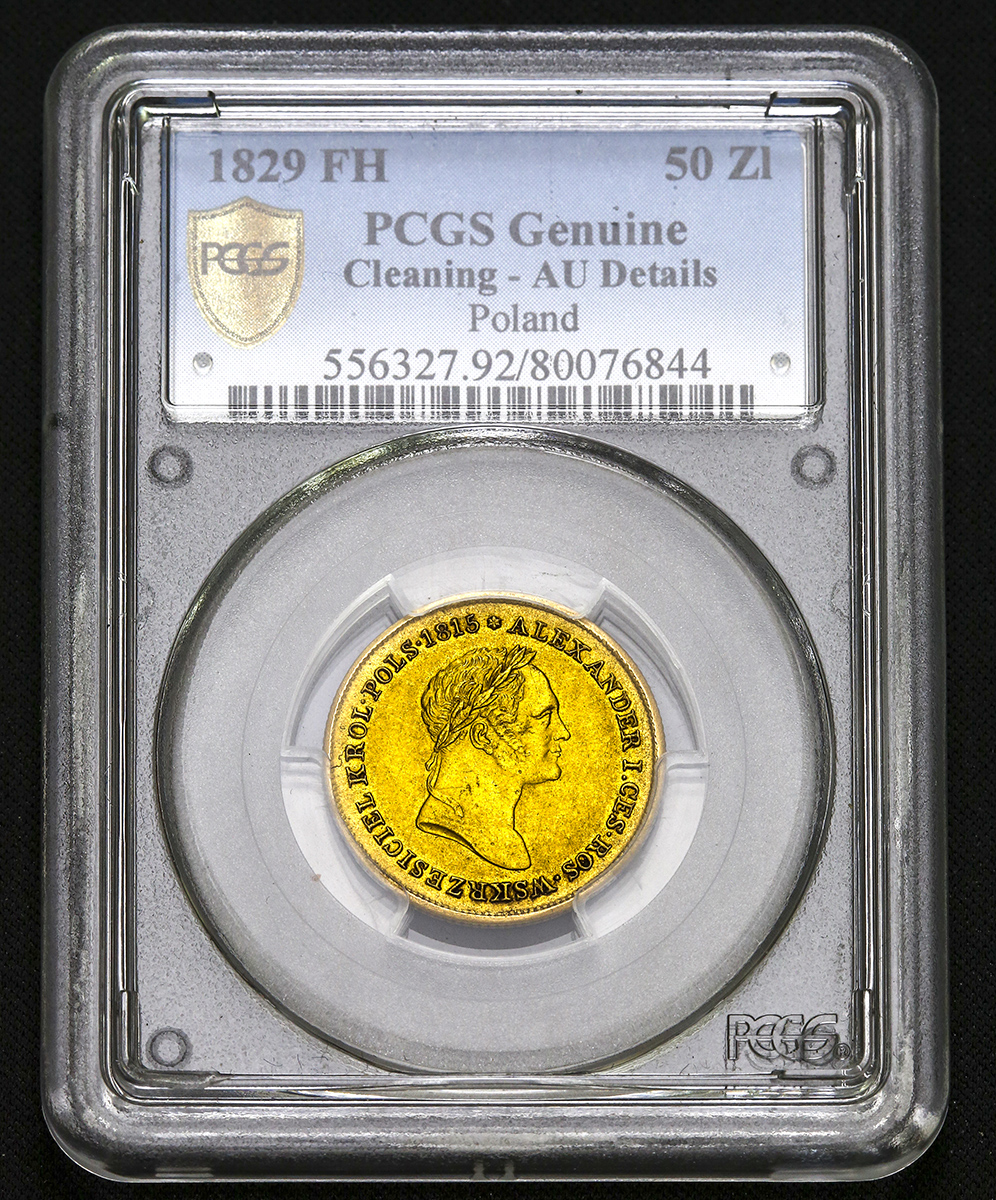 1829 FH 50 Zl
PCGS Genuine
PCGS
Cleaning - AU Details
Poland
556327.92/80076844
ALEXANDER I.CES·ROS·WSKRZESICIEL KROL·POLS·1815 *
PCGS®